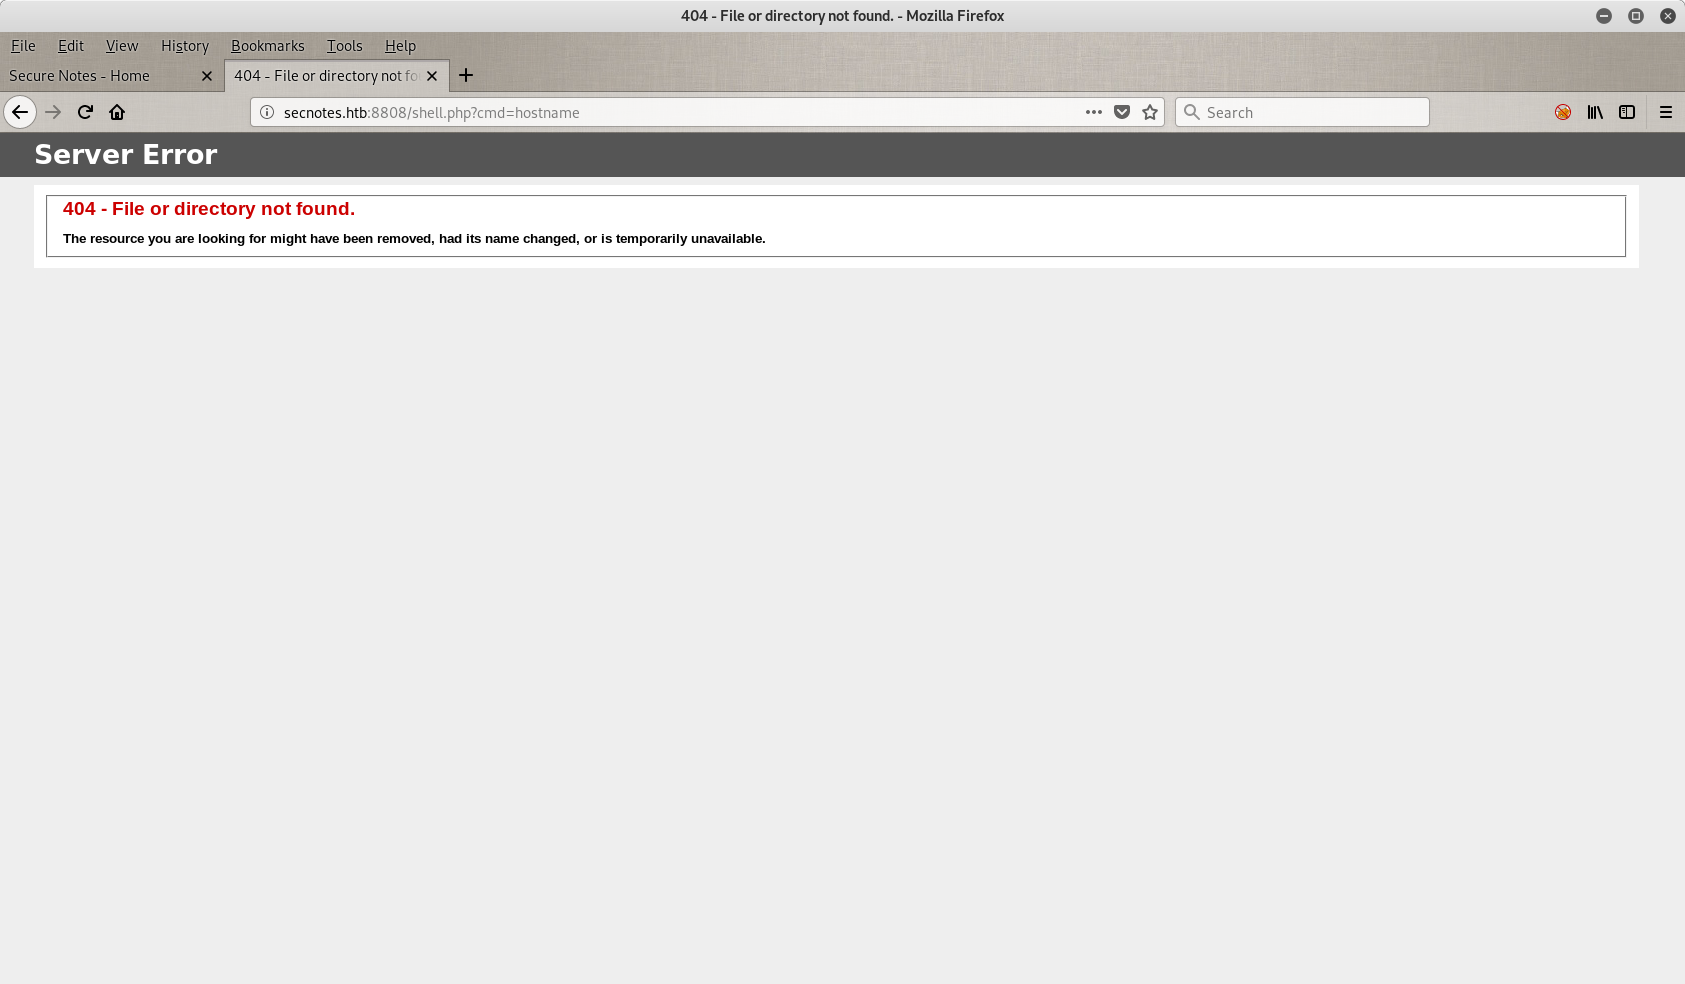 404 - File or directory not found. - Mozilla Firefox
File Edit View History Bookmarks Tools Help
Secure Notes - Home 404 - File or directory not fo
secnotes.htb:8808/shell.php?cmd=hostname Search
Server Error
404 - File or directory not found.
The resource you are looking for might have been removed, had its name changed, or is temporarily unavailable.